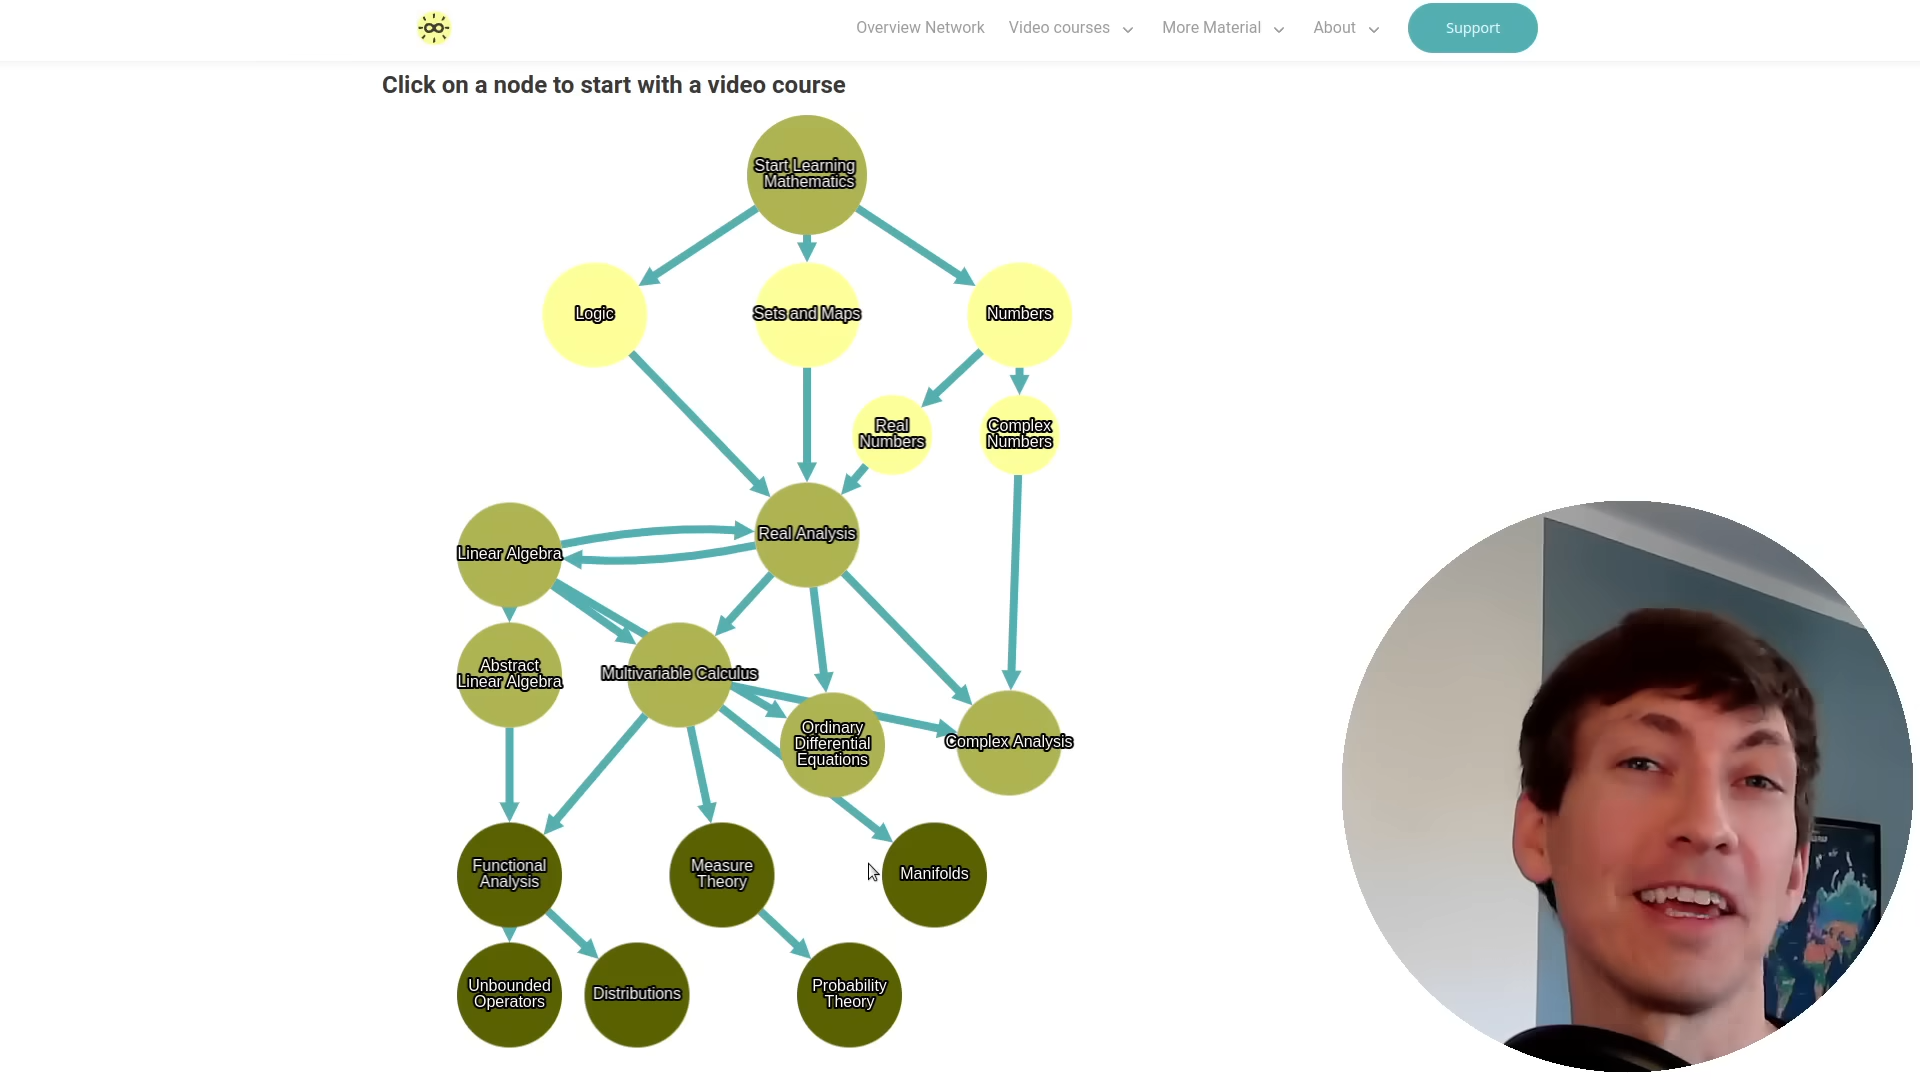 Overview Network
Video courses
More Material
About
Support
Click on a node to start with a video course
Start Learning
Mathematics
Logic
Sets and Maps
Numbers
Real
Numbers
Complex
Numbers
Real Analysis
Linear Algebra
Abstract
Linear Algebra
Multivariable Calculus
Ordinary
Differential
Equations
Complex Analysis
Functional
Analysis
Measure
Theory
Manifolds
Unbounded
Operators
Distributions
Probability
Theory